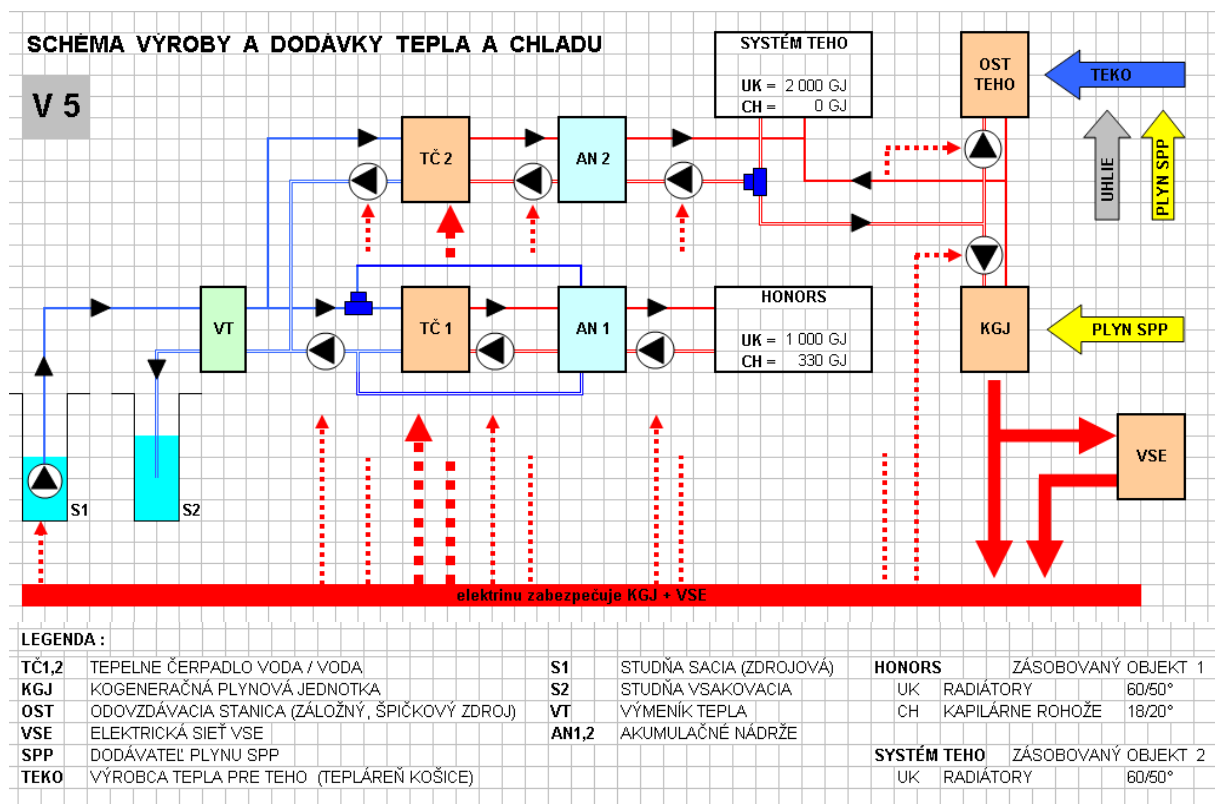 SCHÉMA VÝROBY A DODÁVKY TEPLA A CHLADU
V 5
SYSTÉM TEHO
UK = 2 000 GJ
CH = 0 GJ
OST
TEHO
TEKO
UHLIE
PLYN SPP
TČ 2
AN 2
VT
TČ 1
AN 1
HONORS
UK = 1 000 GJ
CH = 330 GJ
KGJ
PLYN SPP
VSE
S1
S2
elektrinu zabezpečuje KGJ + VSE
LEGENDA :
TČ1,2 TEPELNE ČERPADLO VODA / VODA S1 STUDŇA SACIA (ZDROJOVÁ) HONORS ZÁSOBOVANÝ OBJEKT 1
KGJ KOGENERAČNÁ PLYNOVÁ JEDNOTKA S2 STUDŇA VSAKOVACIA UK RADIÁTORY 60/50°
OST ODOVZDÁVACIA STANICA (ZÁLOŽNÝ, ŠPIČKOVÝ ZDROJ) VT VÝMENÍK TEPLA CH KAPILÁRNE ROHOŽE 18/20°
VSE ELEKTRICKÁ SIEŤ VSE AN1,2 AKUMULAČNÉ NÁDRŽE
SPP DODÁVATEĽ PLYNU SPP SYSTÉM TEHO ZÁSOBOVANÝ OBJEKT 2
TEKO VÝROBCA TEPLA PRE TEHO (TEPLÁREŇ KOŠICE) UK RADIÁTORY 60/50°